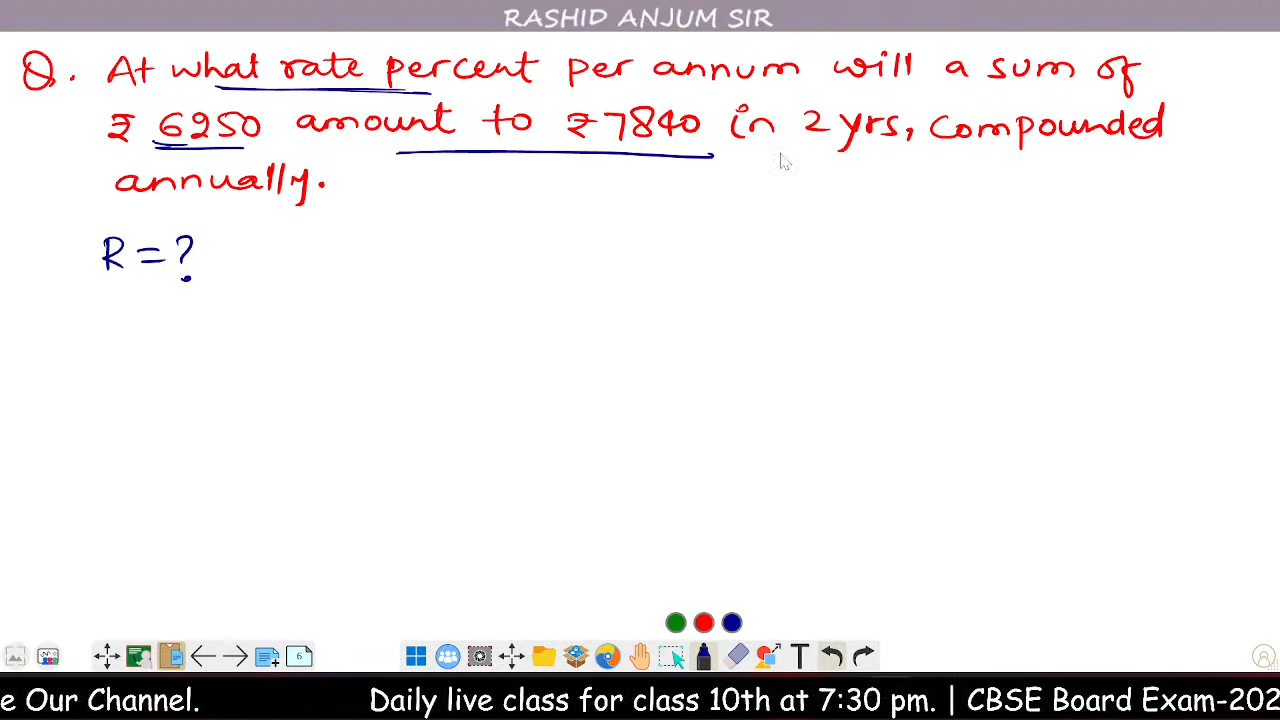 RASHID ANJUM SIR
Q. At what rate percent per annum will a sum of
₹ 6250 amount to ₹ 7840 in 2 yrs, compounded
annually.
R = ?
6
T
e Our Channel. Daily live class for class 10th at 7:30 pm. | CBSE Board Exam-202